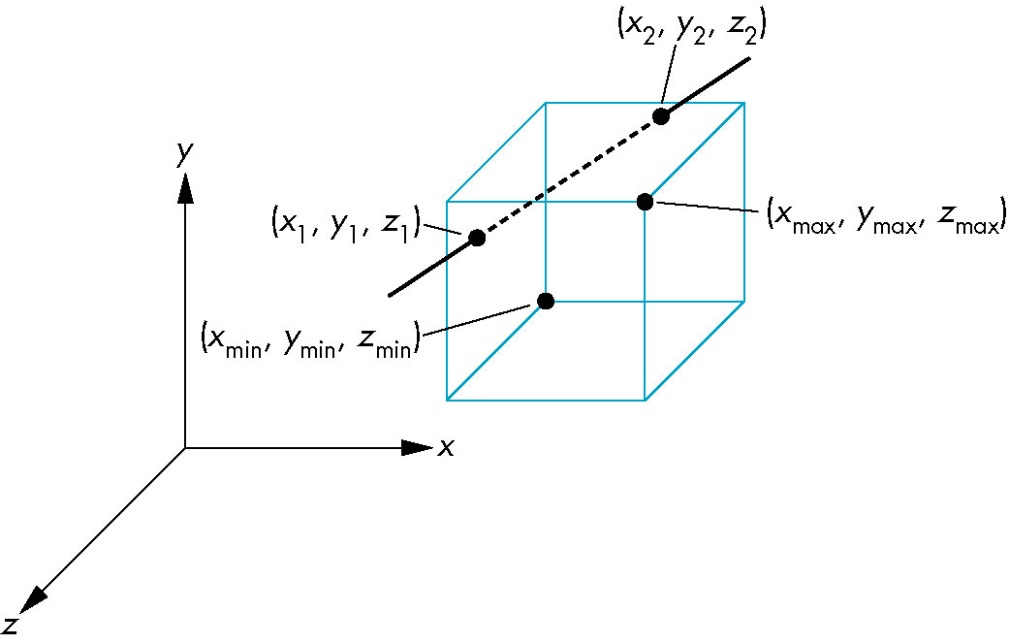 (x₂, y₂, z₂)
y
(x₁, y₁, z₁)
(xₘₐₓ, yₘₐₓ, zₘₐₓ)
(xₘᵢₙ, yₘᵢₙ, zₘᵢₙ)
x
z